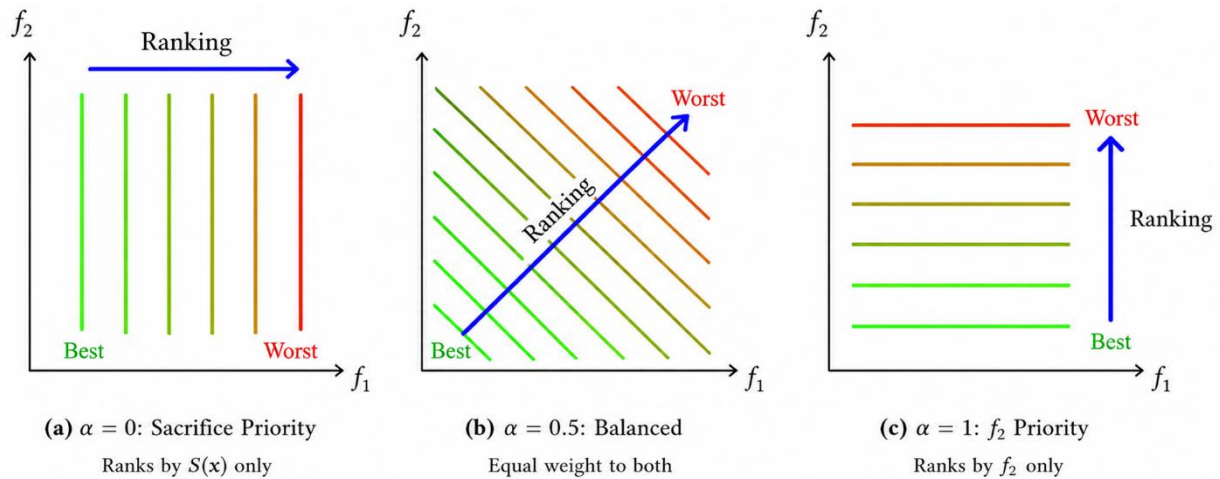 f₂
Ranking
Best
Worst
f₁
(a) α = 0: Sacrifice Priority
Ranks by S(x) only
f₂
Worst
Ranking
Best
f₁
(b) α = 0.5: Balanced
Equal weight to both
f₂
Worst
Ranking
Best
f₁
(c) α = 1: f₂ Priority
Ranks by f₂ only